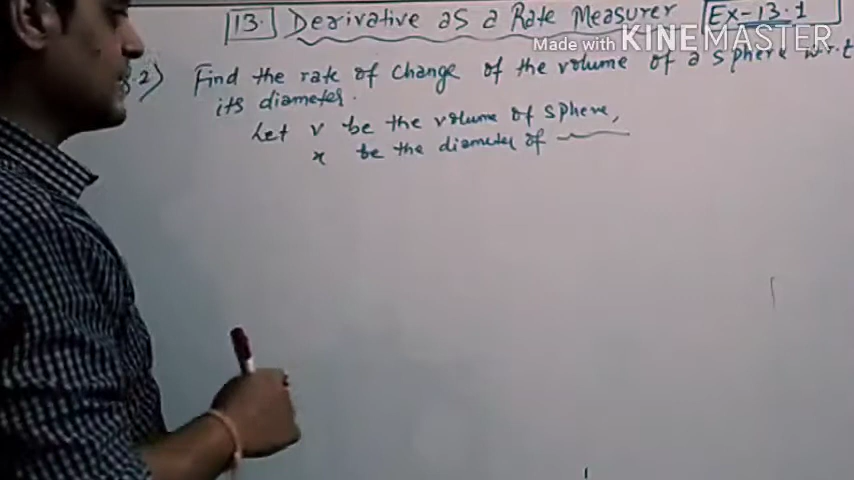 13. Derivative as a Rate Measurer Ex-13.1
Made with KINEMASTER
.2) Find the rate of change of the volume of a sphere w.r.t
its diameter.
Let v be the volume of sphere,
x be the diameter of